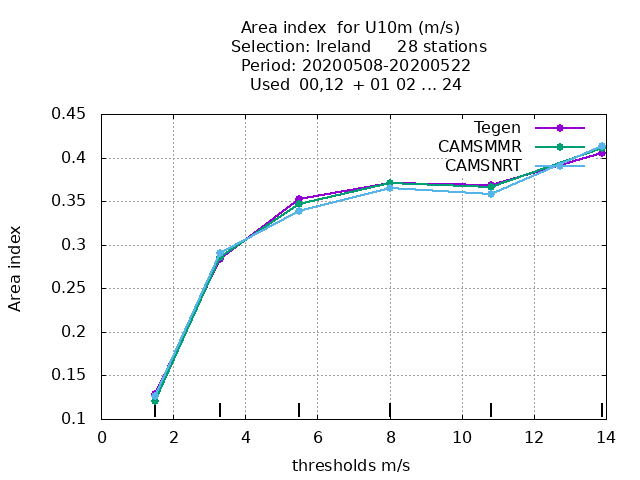 Area index  for U10m (m/s)
Selection: Ireland     28 stations
Period: 20200508-20200522
Used  00,12  + 01 02 ... 24
0.45
0.4
0.35
0.3
0.25
0.2
0.15
0.1
Area index
Tegen
CAMSMMR
CAMSNRT
0 2 4 6 8 10 12 14
thresholds m/s